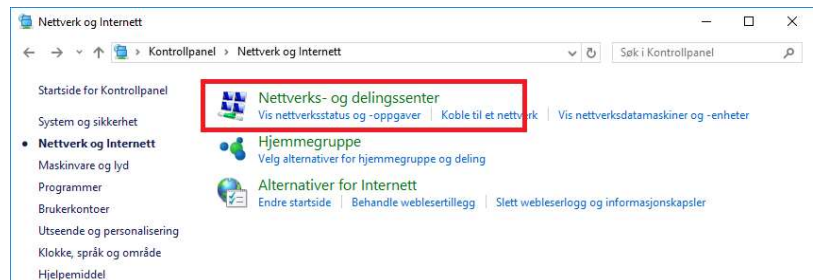 Nettverk og Internett
Kontrollpanel › Nettverk og Internett
Søk i Kontrollpanel
Startside for Kontrollpanel
System og sikkerhet
Nettverk og Internett
Maskinvare og lyd
Programmer
Brukerkontoer
Utseende og personalisering
Klokke, språk og område
Hjelpemiddel
Nettverks- og delingssenter
Vis nettverksstatus og -oppgaver | Koble til et nettverk | Vis nettverksdatamaskiner og -enheter
Hjemmegruppe
Velg alternativer for hjemmegruppe og deling
Alternativer for Internett
Endre startside | Behandle weblesertillegg | Slett webleserlogg og informasjonskapsler